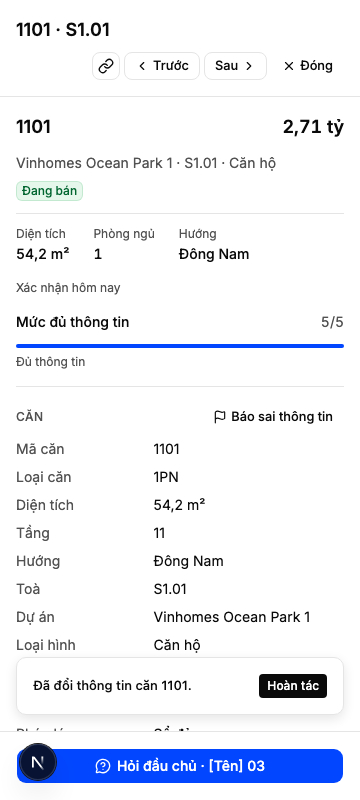 1101 · S1.01
Trước
Sau
Đóng
1101
2,71 tỷ
Vinhomes Ocean Park 1 · S1.01 · Căn hộ
Đang bán
Diện tích
Phòng ngủ
Hướng
54,2 m²
1
Đông Nam
Xác nhận hôm nay
Mức đủ thông tin
5/5
Đủ thông tin
CĂN
Báo sai thông tin
Mã căn
1101
Loại căn
1PN
Diện tích
54,2 m²
Tầng
11
Hướng
Đông Nam
Toà
S1.01
Dự án
Vinhomes Ocean Park 1
Loại hình
Căn hộ
Đã đổi thông tin căn 1101.
Hoàn tác
N
Hỏi đầu chủ · [Tên] 03